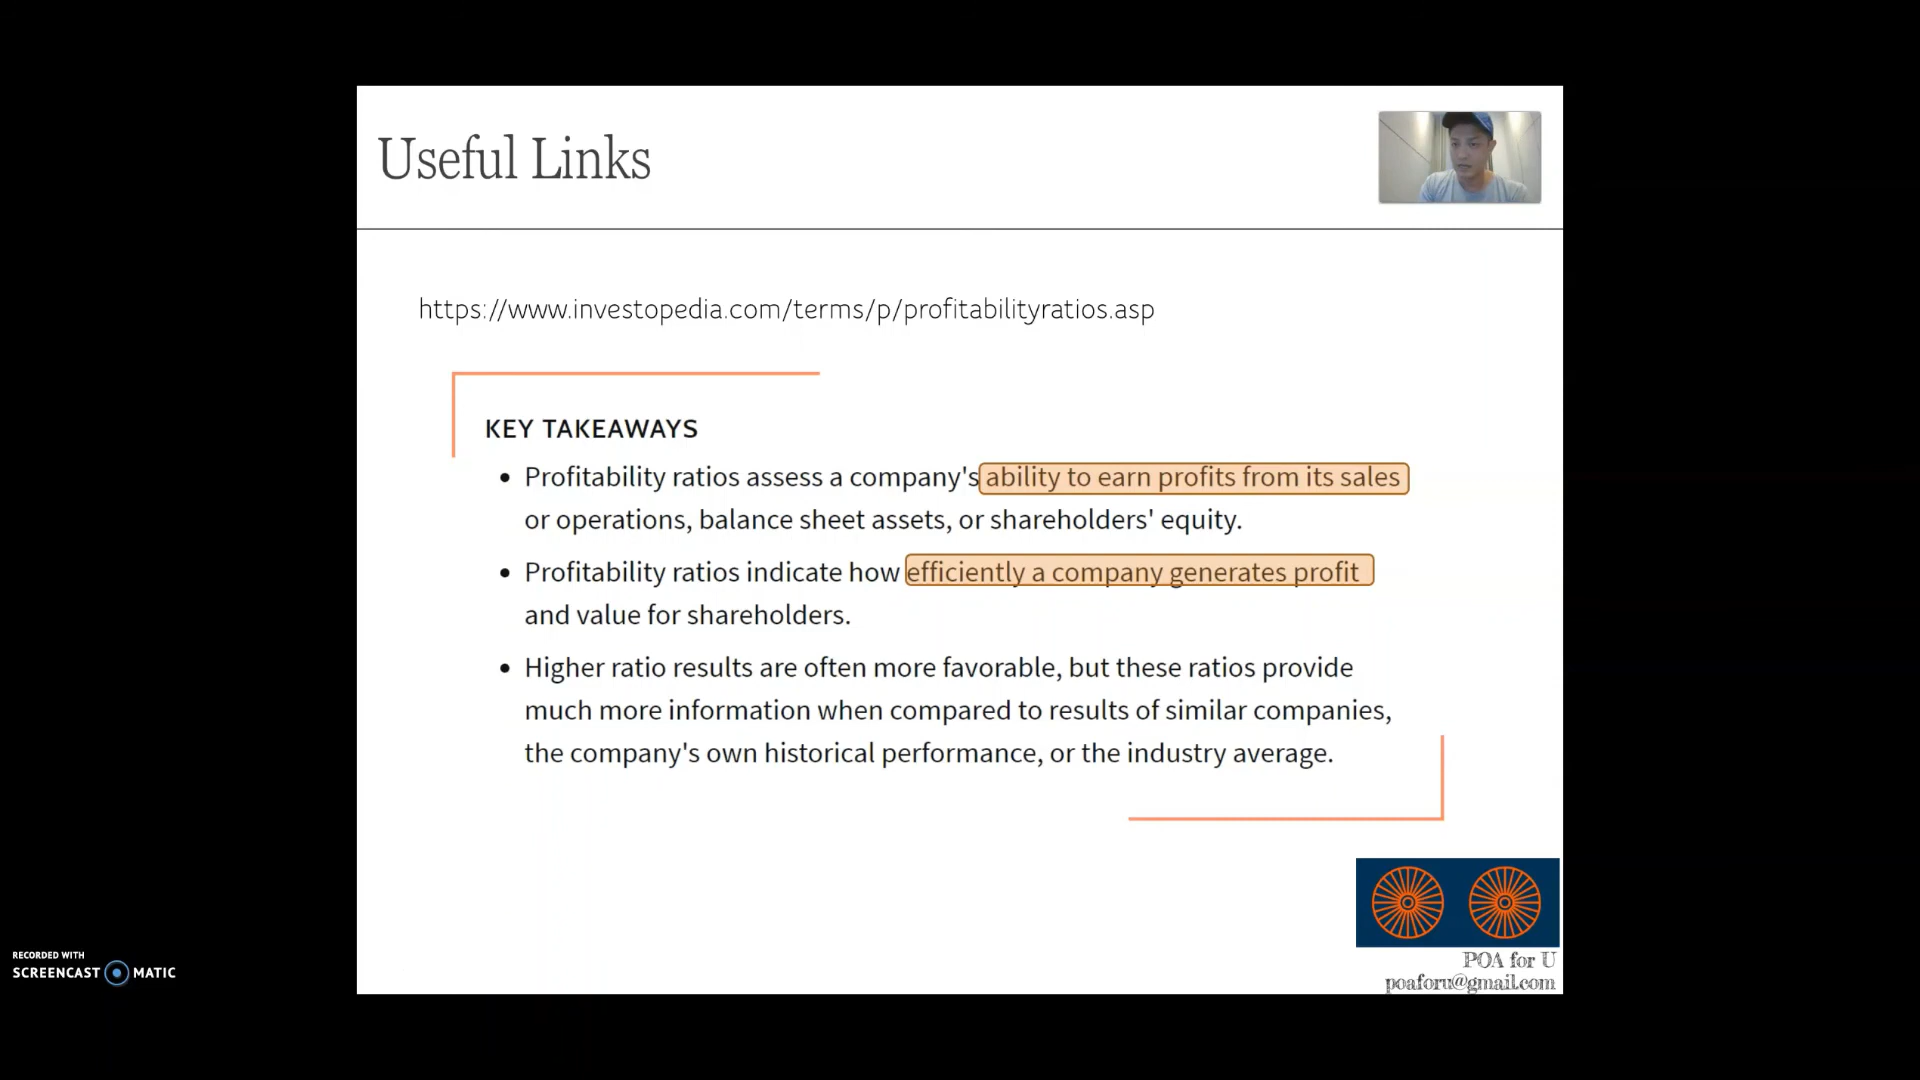 Useful Links
https://www.investopedia.com/terms/p/profitabilityratios.asp
KEY TAKEAWAYS
• Profitability ratios assess a company's ability to earn profits from its sales
or operations, balance sheet assets, or shareholders' equity.
• Profitability ratios indicate how efficiently a company generates profit
and value for shareholders.
• Higher ratio results are often more favorable, but these ratios provide
much more information when compared to results of similar companies,
the company's own historical performance, or the industry average.
RECORDED WITH
SCREENCAST MATIC
POA for U
poaforu@gmail.com